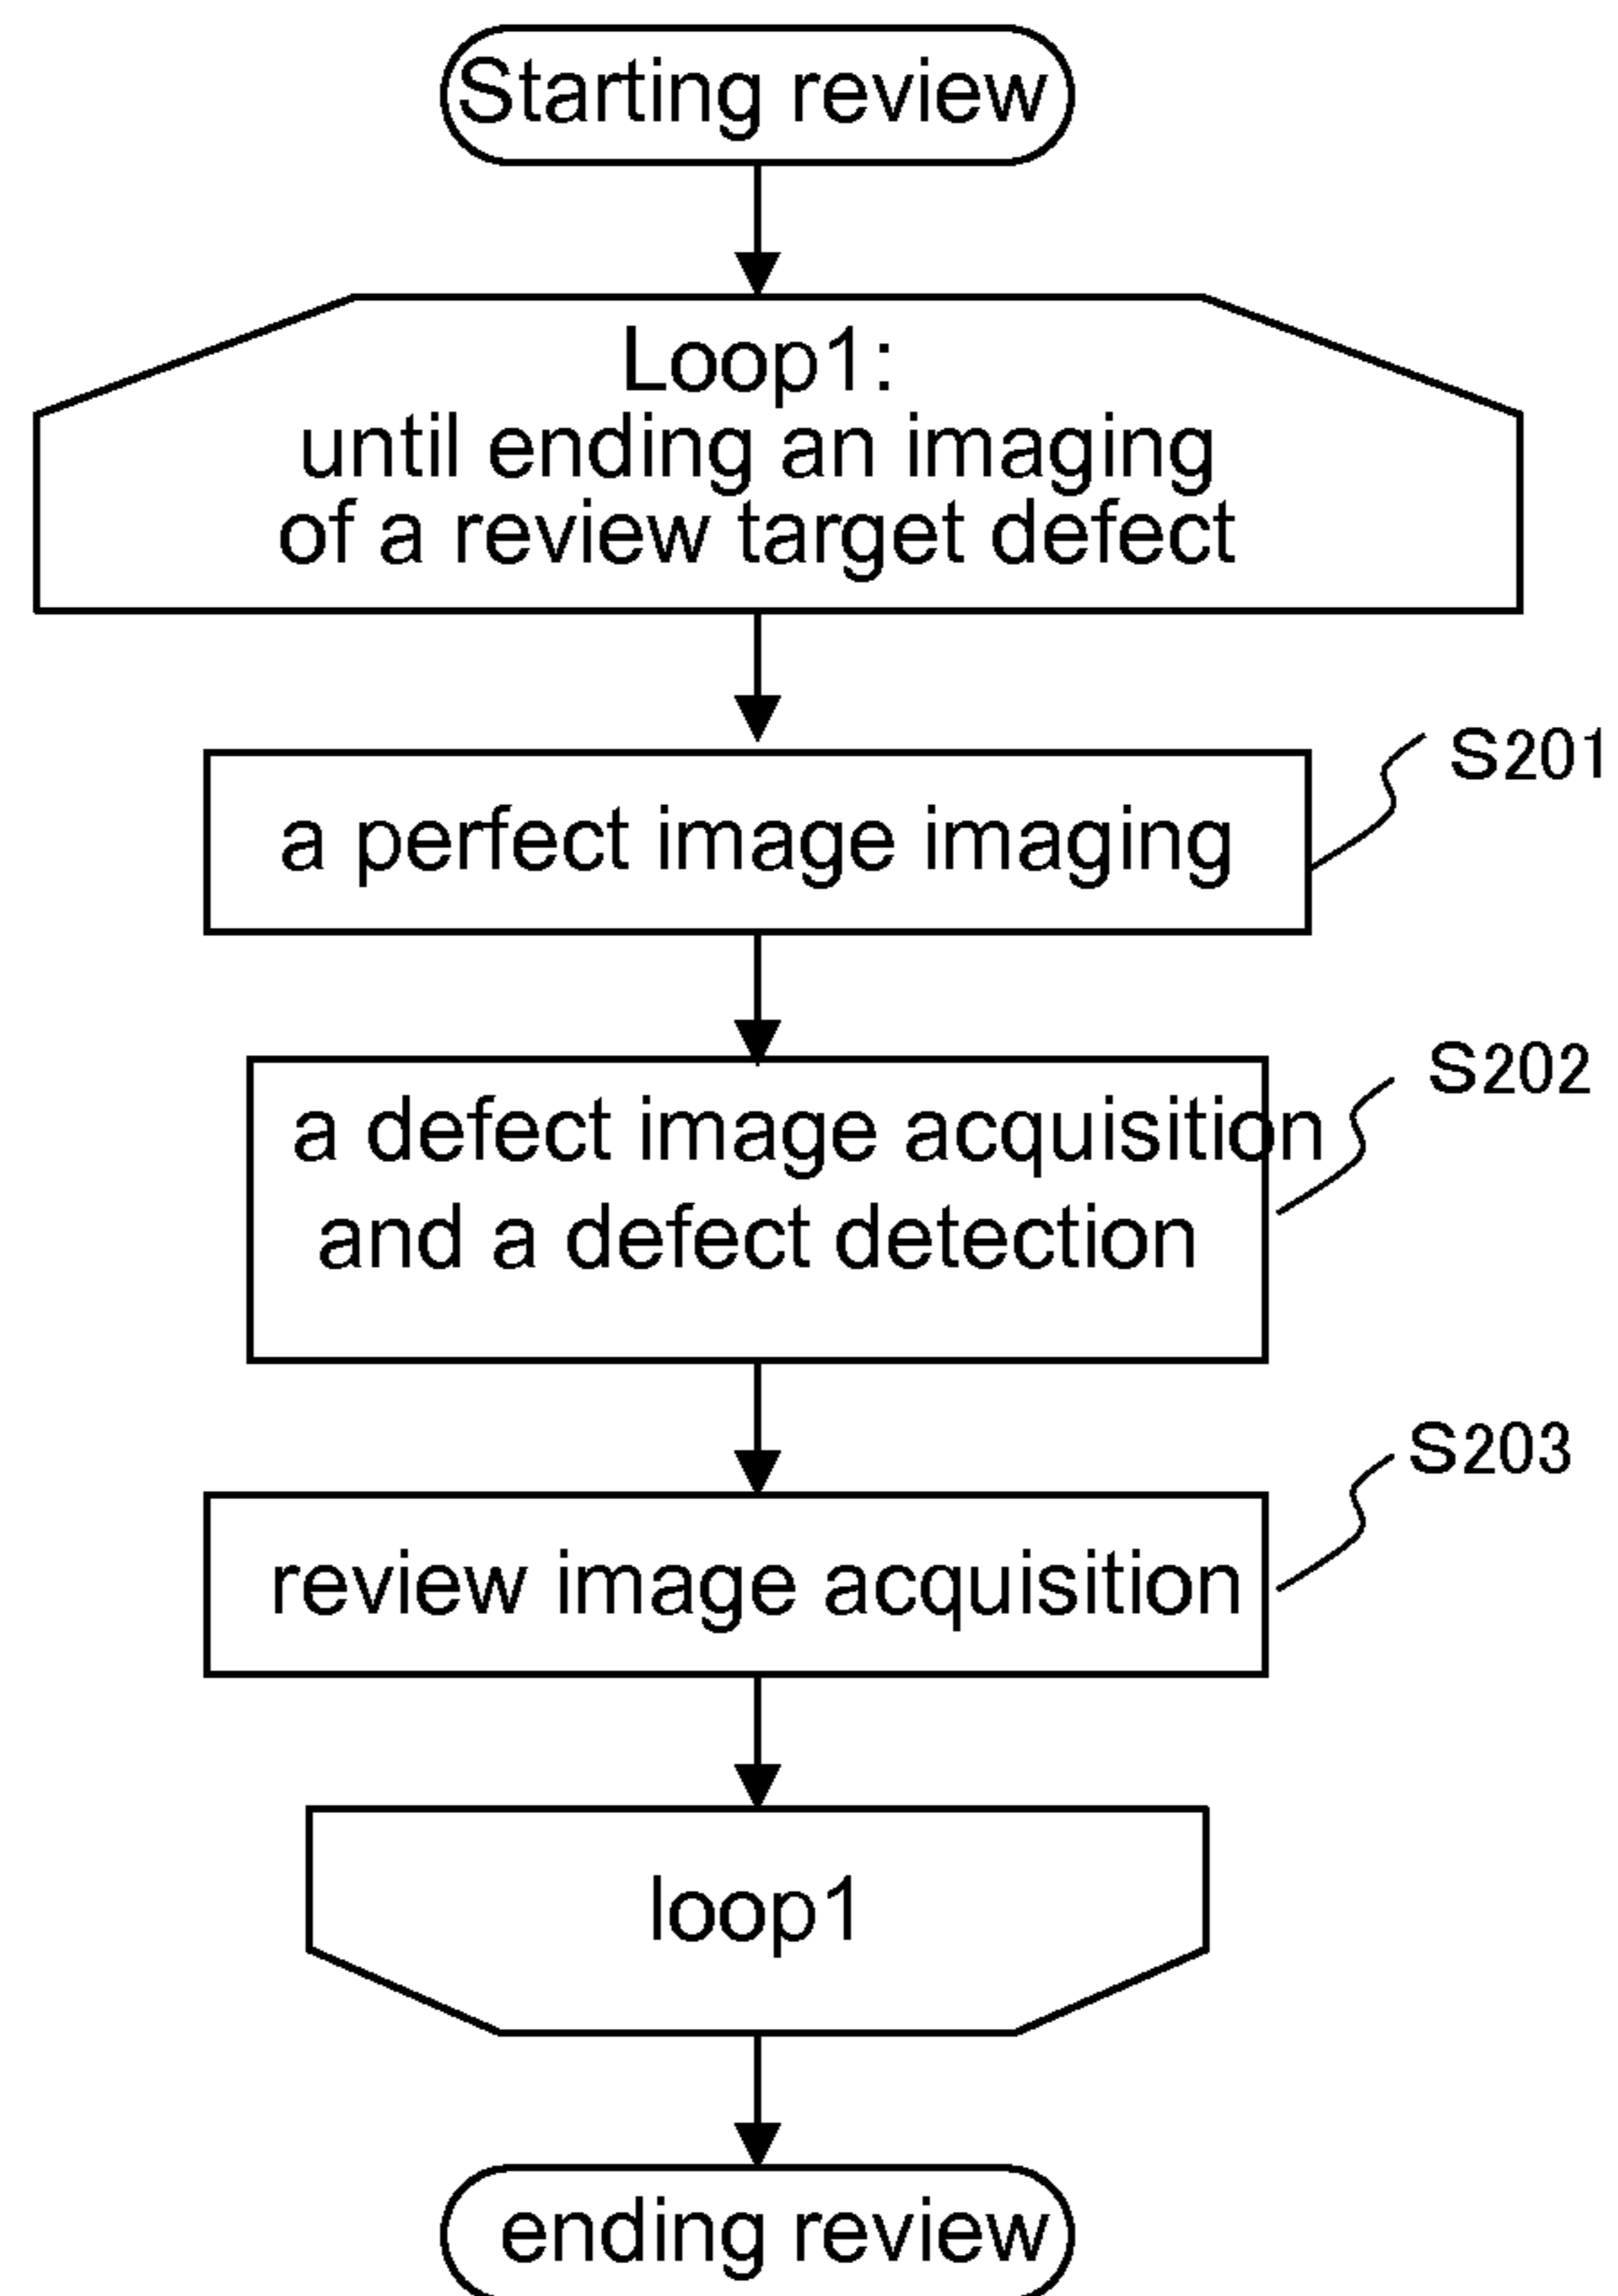 Starting review
Loop1:
until ending an imaging
of a review target defect
a perfect image imaging
S201
a defect image acquisition
and a defect detection
S202
review image acquisition
S203
loop1
ending review